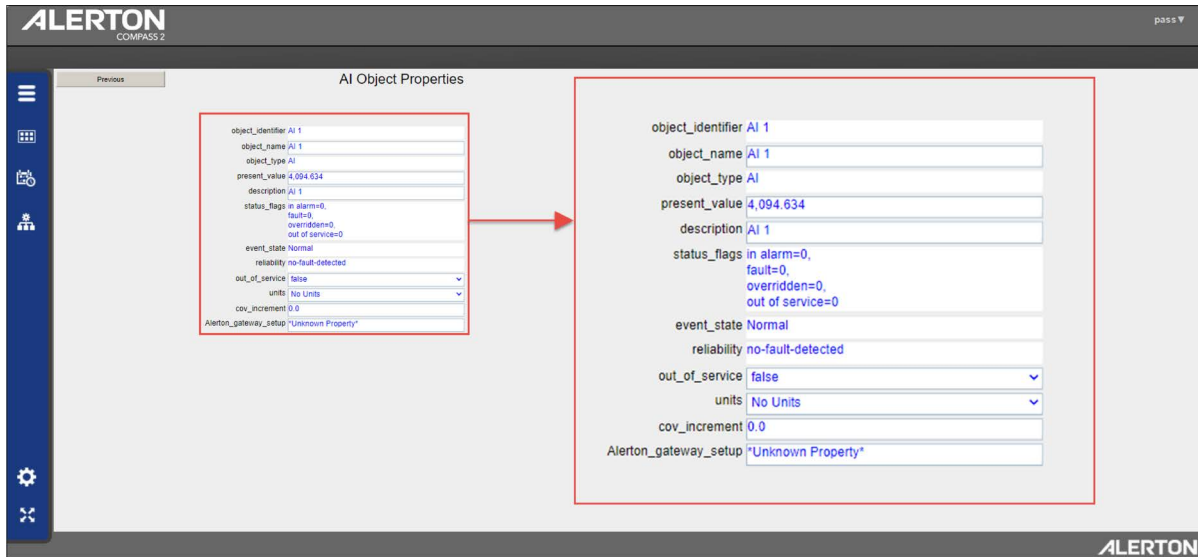 ALERTON
COMPASS 2
pass▼
Previous
AI Object Properties
object_identifier AI 1
object_name AI 1
object_type AI
present_value 4,094.634
description AI 1
status_flags in alarm=0,
fault=0,
overridden=0,
out of service=0
event_state Normal
reliability no-fault-detected
out_of_service false
units No Units
cov_increment 0.0
Alerton_gateway_setup *Unknown Property*
object_identifier AI 1
object_name AI 1
object_type AI
present_value 4,094.634
description AI 1
status_flags in alarm=0,
fault=0,
overridden=0,
out of service=0
event_state Normal
reliability no-fault-detected
out_of_service false
units No Units
cov_increment 0.0
Alerton_gateway_setup *Unknown Property*
ALERTON